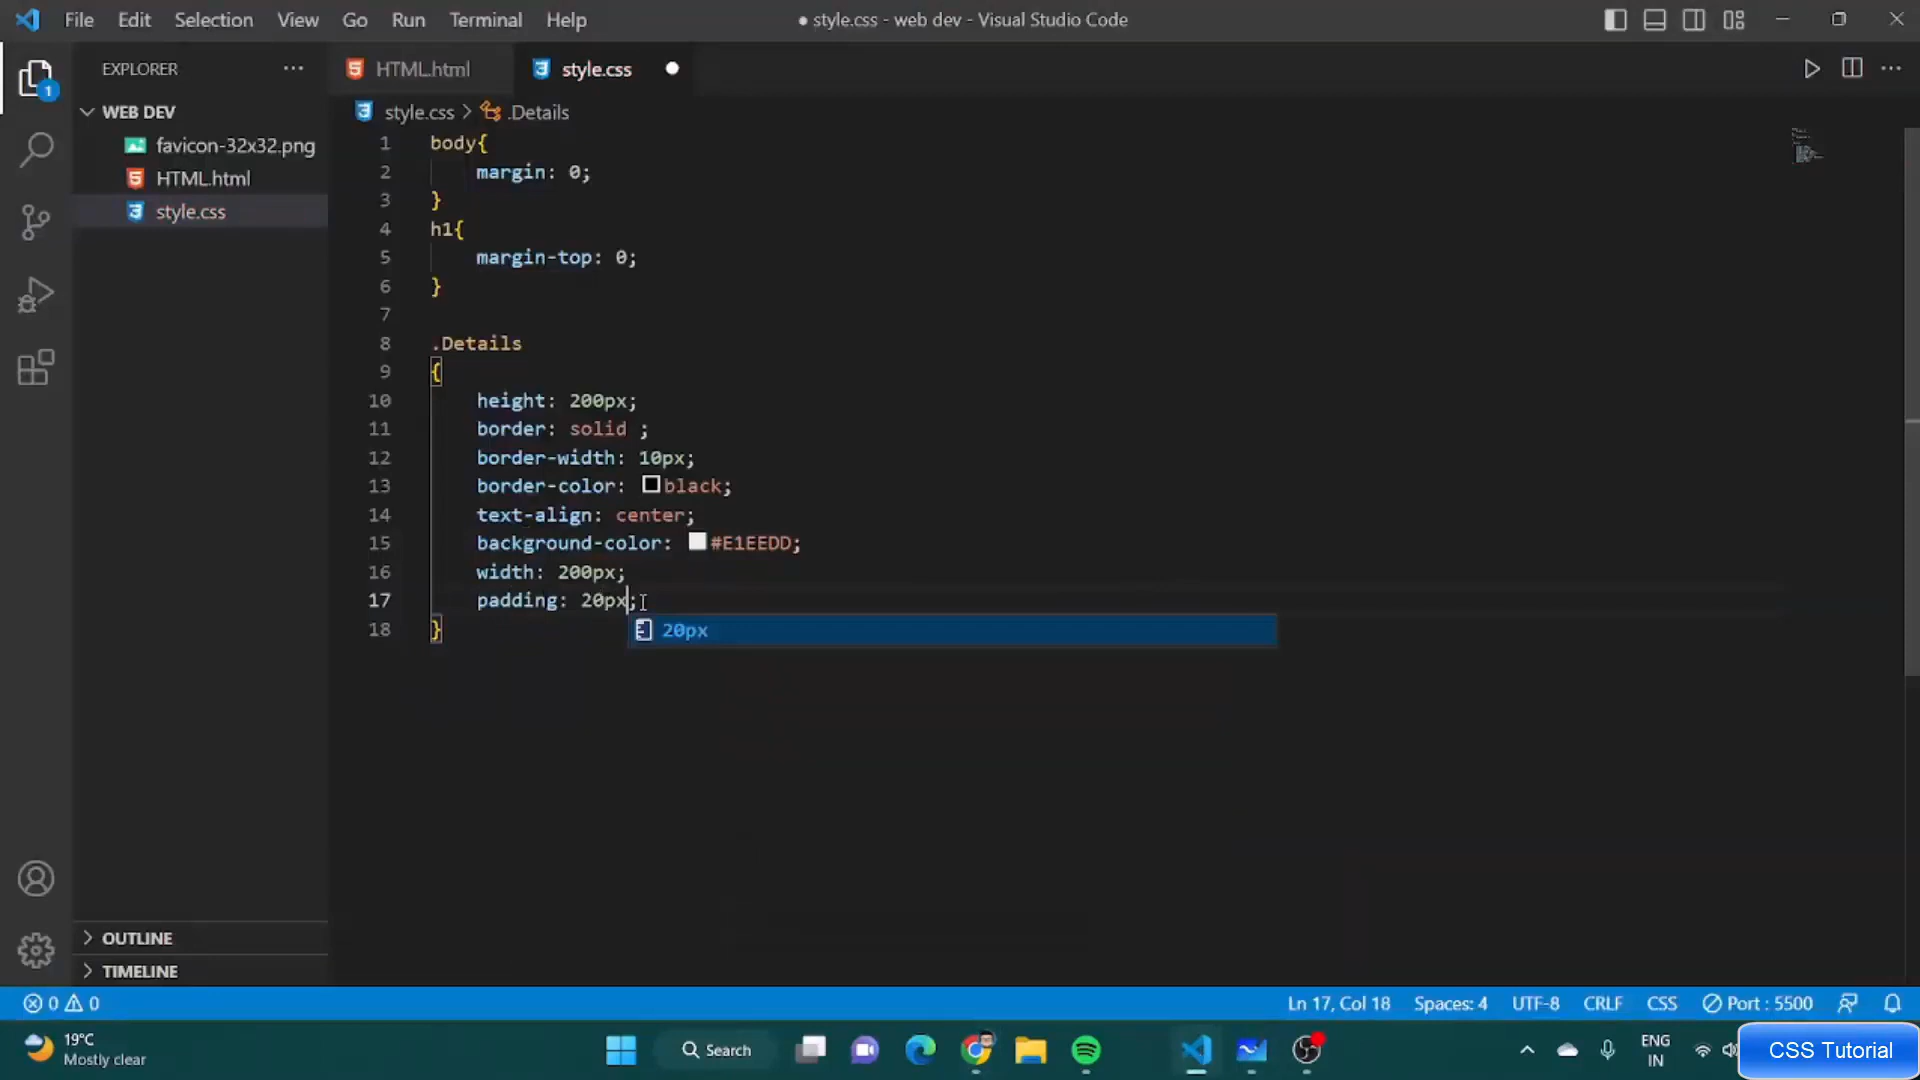 File Edit Selection View Go Run Terminal Help
● style.css - web dev - Visual Studio Code
EXPLORER
HTML.html
style.css
1
WEB DEV
style.css > .Details
favicon-32x32.png
HTML.html
style.css
1 body{
2 margin: 0;
3 }
4 h1{
5 margin-top: 0;
6 }
7
8 .Details
9 {
10 height: 200px;
11 border: solid ;
12 border-width: 10px;
13 border-color: black;
14 text-align: center;
15 background-color: #E1EEDD;
16 width: 200px;
17 padding: 20px;
18 }
20px
OUTLINE
TIMELINE
0 0
Ln 17, Col 18 Spaces: 4 UTF-8 CRLF CSS Port : 5500
19°C
Mostly clear
Search
ENG
IN
CSS Tutorial